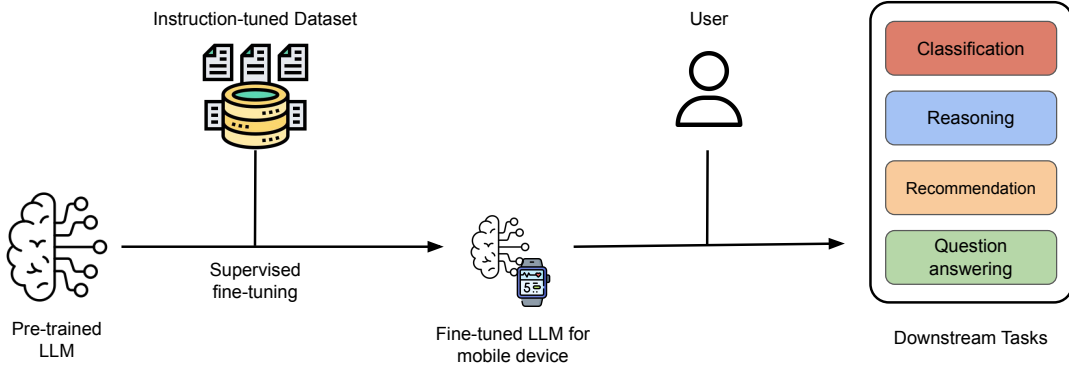 Instruction-tuned Dataset
User
Classification
Reasoning
Recommendation
Question
answering
Supervised
fine-tuning
5
Pre-trained
LLM
Fine-tuned LLM for
mobile device
Downstream Tasks